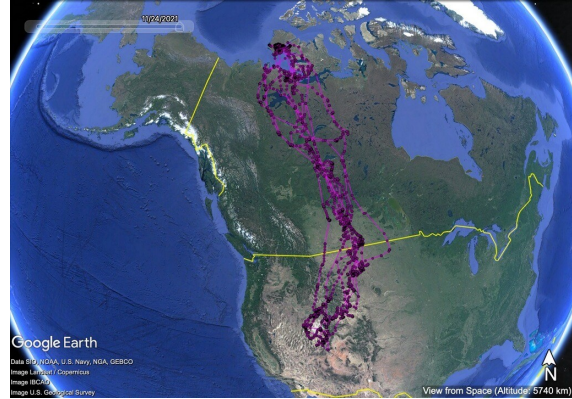 11/24/2021
Google Earth
Data SIO, NOAA, U.S. Navy, NGA, GEBCO
Image Landsat / Copernicus
Image IBCAO
Image U.S. Geological Survey
N
View from Space (Altitude: 5740 km)